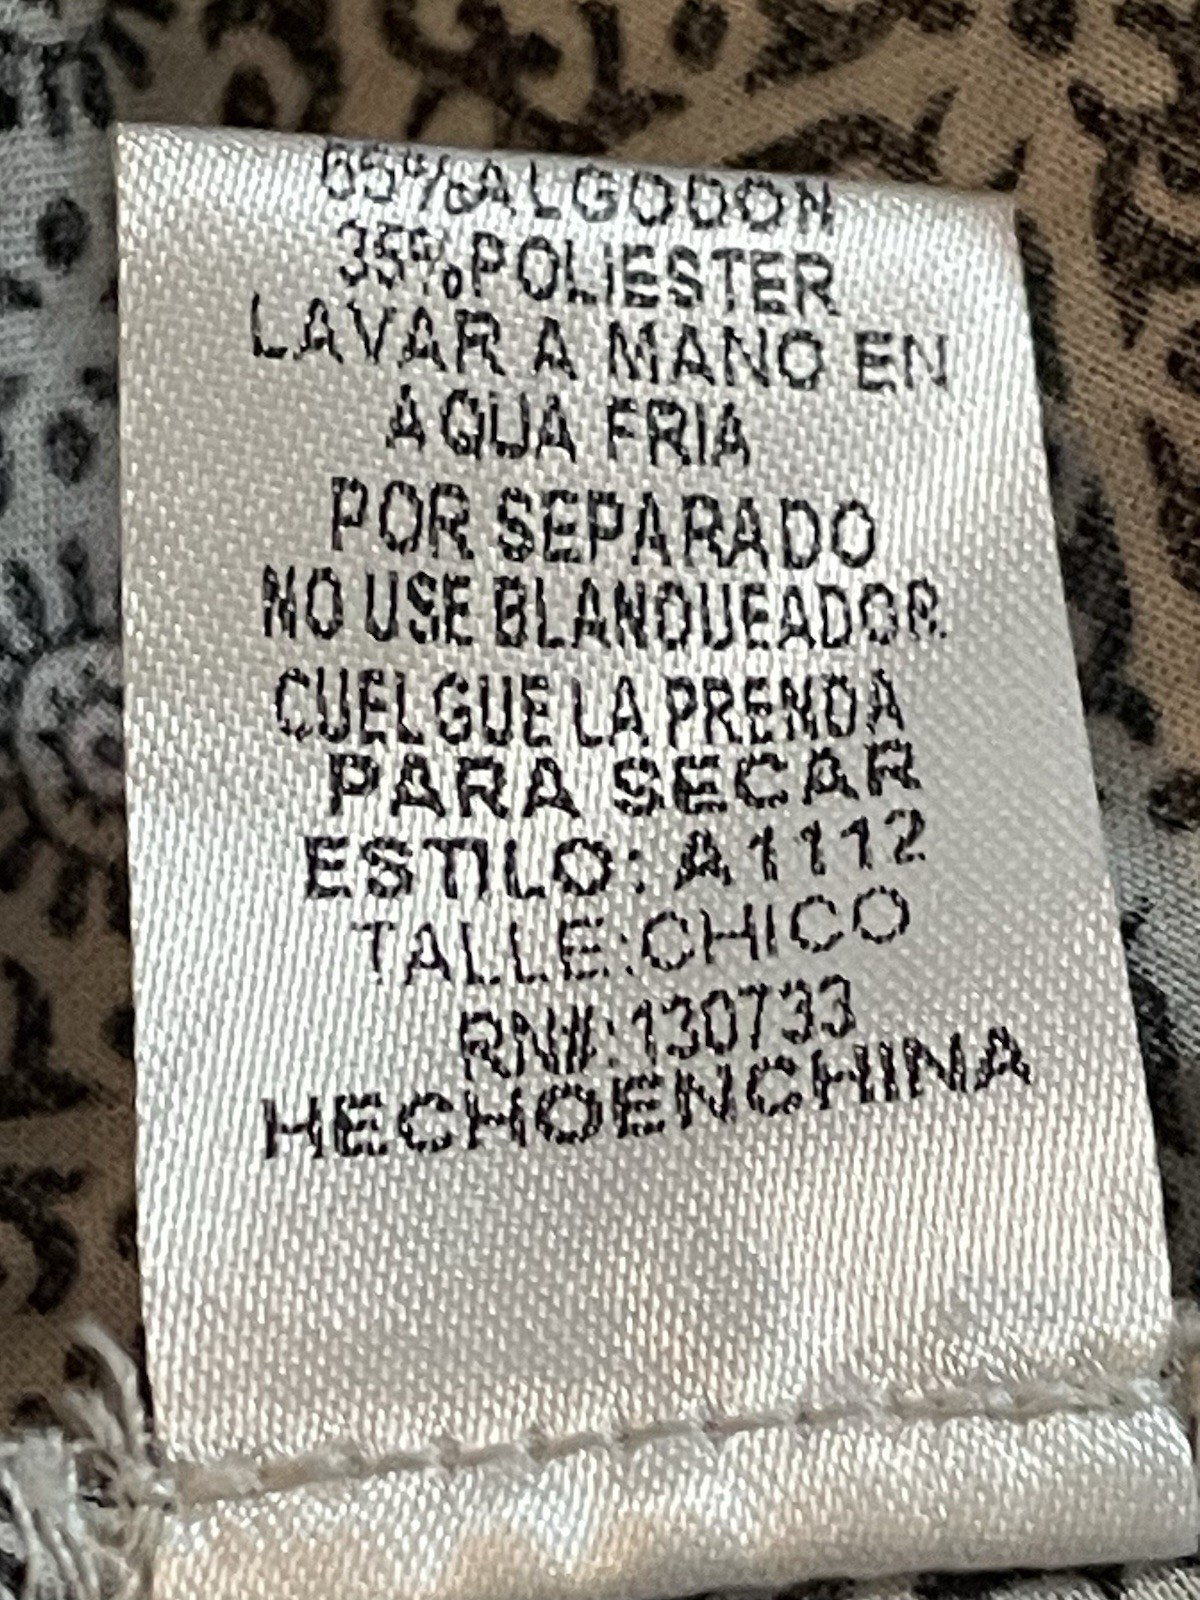 65%ALGODON
35%POLIESTER
LAVAR A MANO EN
AQUA FRIA
POR SEPARADO
NO USE BLANQUEADOR.
CUELGUE LA PRENDA
PARA SECAR
ESTILO: A1112
TALLE:CHICO
RN#:130733
HECHOENCHINA